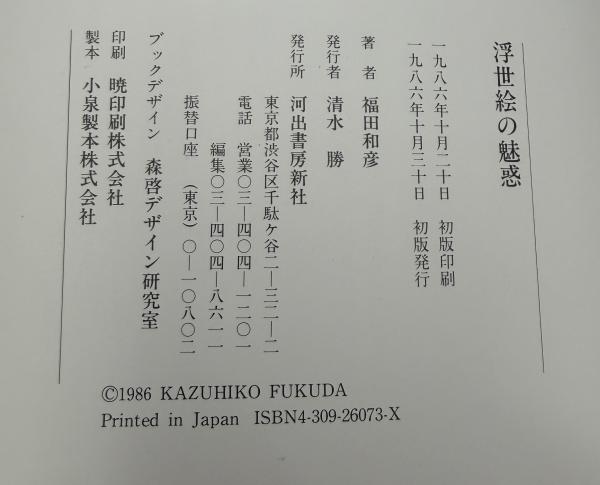 浮世絵の魅惑
一九八六年十月二十日　初版印刷
一九八六年十月三十日　初版発行
著　者　福田和彦
発行者　清水　勝
発行所　河出書房新社
東京都渋谷区千駄ケ谷二―三二―二
電話　営業〇三―四〇四―一二〇一
編集〇三―四〇四―八六一一
振替口座　（東京）〇―一〇八〇二
ブックデザイン　森啓デザイン研究室
印刷　暁印刷株式会社
製本　小泉製本株式会社
©1986 KAZUHIKO FUKUDA
Printed in Japan ISBN4-309-26073-X